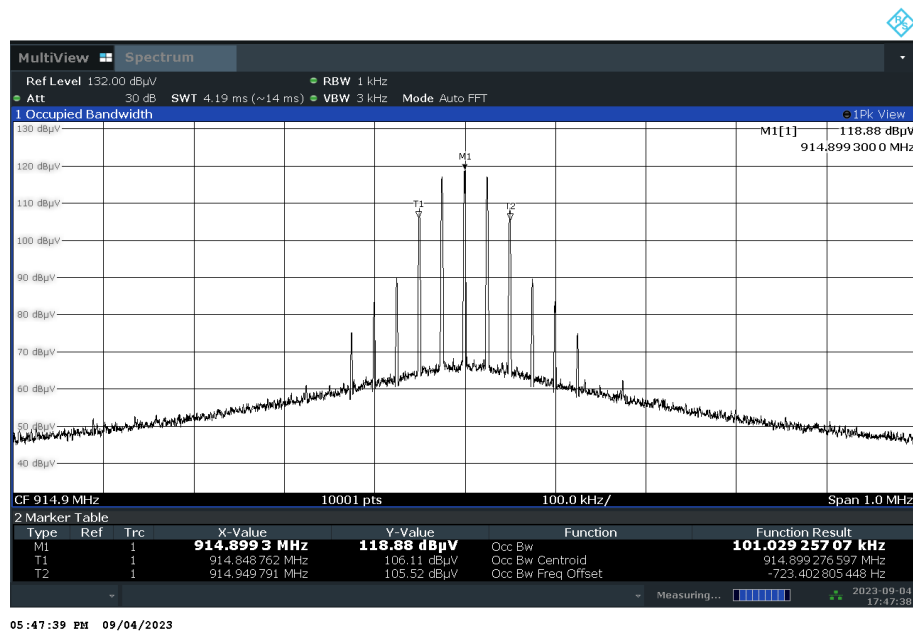 R&S
MultiView Spectrum
Ref Level 132.00 dBµV RBW 1 kHz
Att 30 dB SWT 4.19 ms (~14 ms) VBW 3 kHz Mode Auto FFT
1 Occupied Bandwidth 1Pk View
130 dBµV
M1[1] 118.88 dBµV
914.899 300 0 MHz
M1
120 dBµV
110 dBµV
T1 T2
100 dBµV
90 dBµV
80 dBµV
70 dBµV
60 dBµV
50 dBµV
40 dBµV
CF 914.9 MHz 10001 pts 100.0 kHz/ Span 1.0 MHz
2 Marker Table
Type Ref Trc X-Value Y-Value Function Function Result
M1 1 914.899 3 MHz 118.88 dBµV Occ Bw 101.029 257 07 kHz
T1 1 914.848 762 MHz 106.11 dBµV Occ Bw Centroid 914.899 276 597 MHz
T2 1 914.949 791 MHz 105.52 dBµV Occ Bw Freq Offset -723.402 805 448 Hz
Measuring... 2023-09-04
17:47:38
05:47:39 PM 09/04/2023